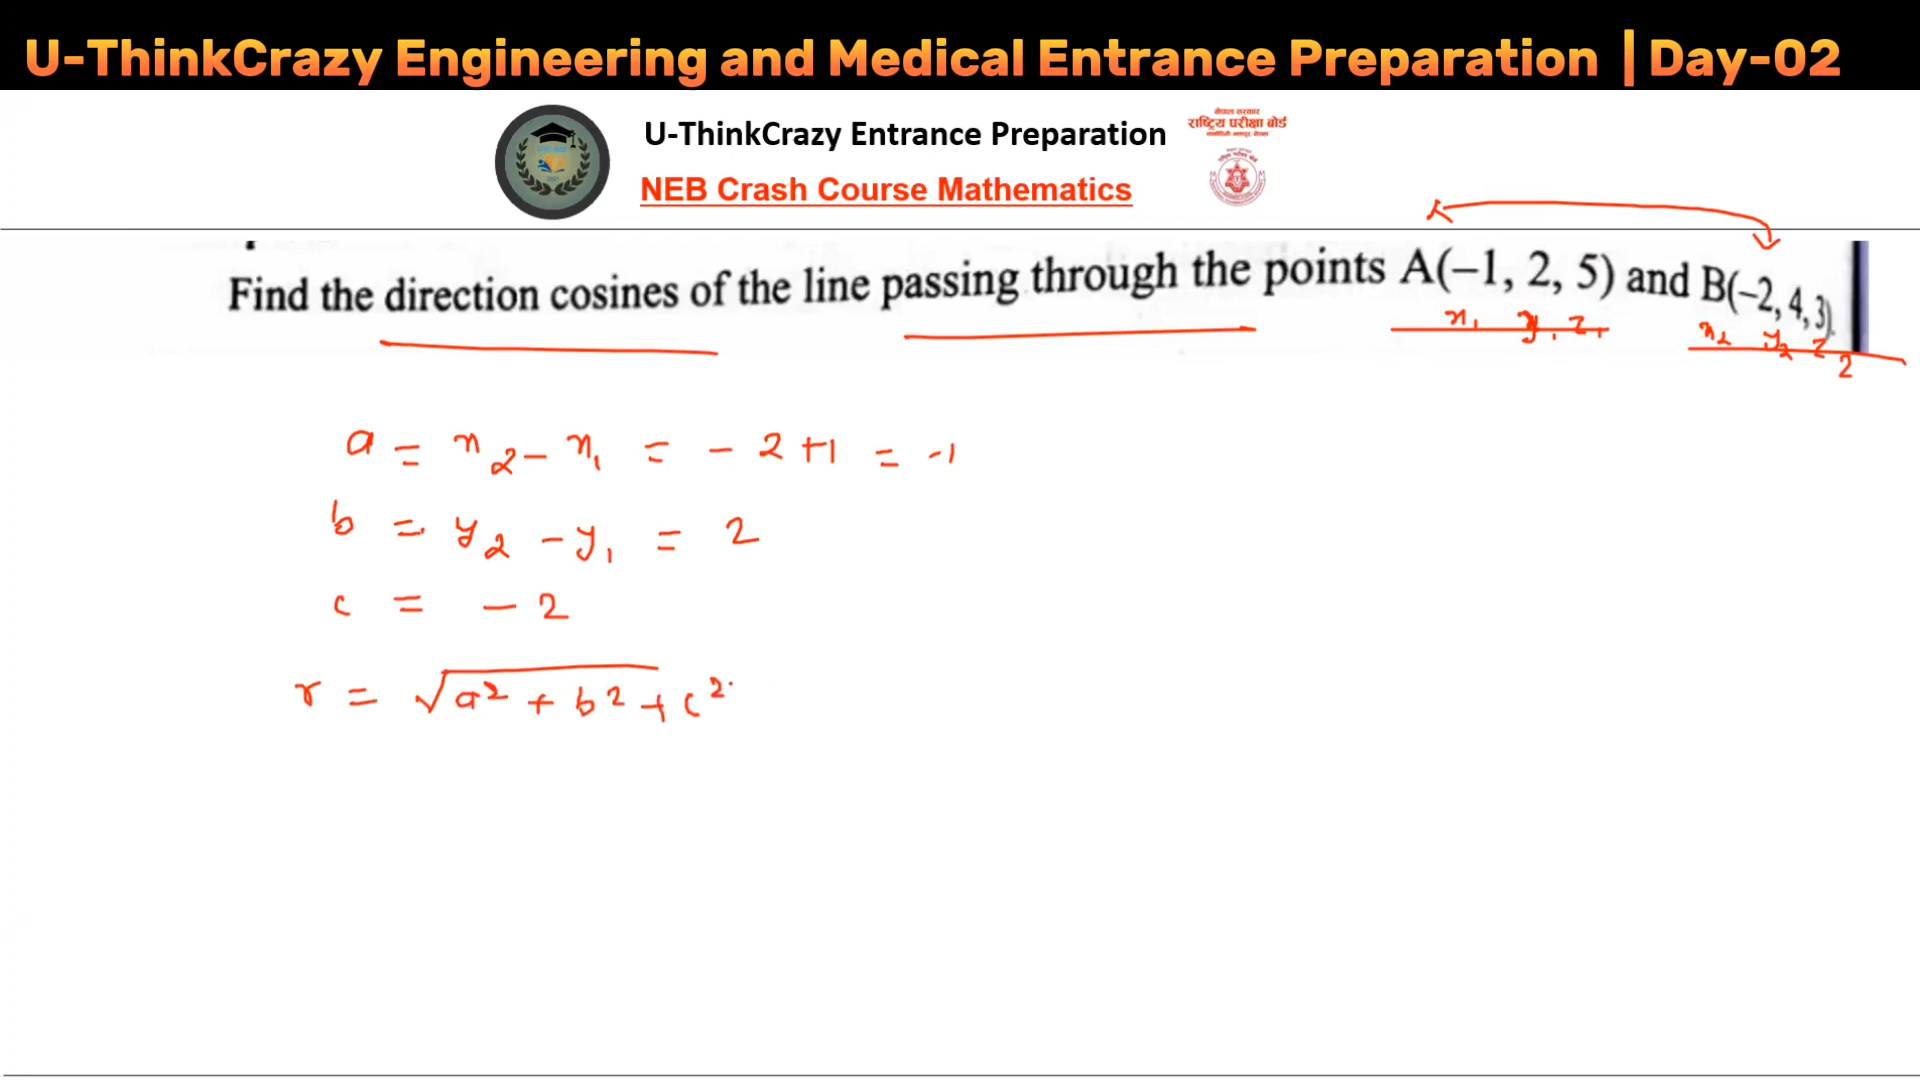 U-ThinkCrazy Engineering and Medical Entrance Preparation | Day-02
U-ThinkCrazy Entrance Preparation
NEB Crash Course Mathematics
नेपाल सरकार
राष्ट्रिय परीक्षा बोर्ड
Find the direction cosines of the line passing through the points A(–1, 2, 5) and B(–2, 4, 3).
x₁ y₁ z₁ x₂ y₂ z₂
a = x₂ – x₁ = – 2 + 1 = -1
b = y₂ – y₁ = 2
c = – 2
r = √a² + b² + c²